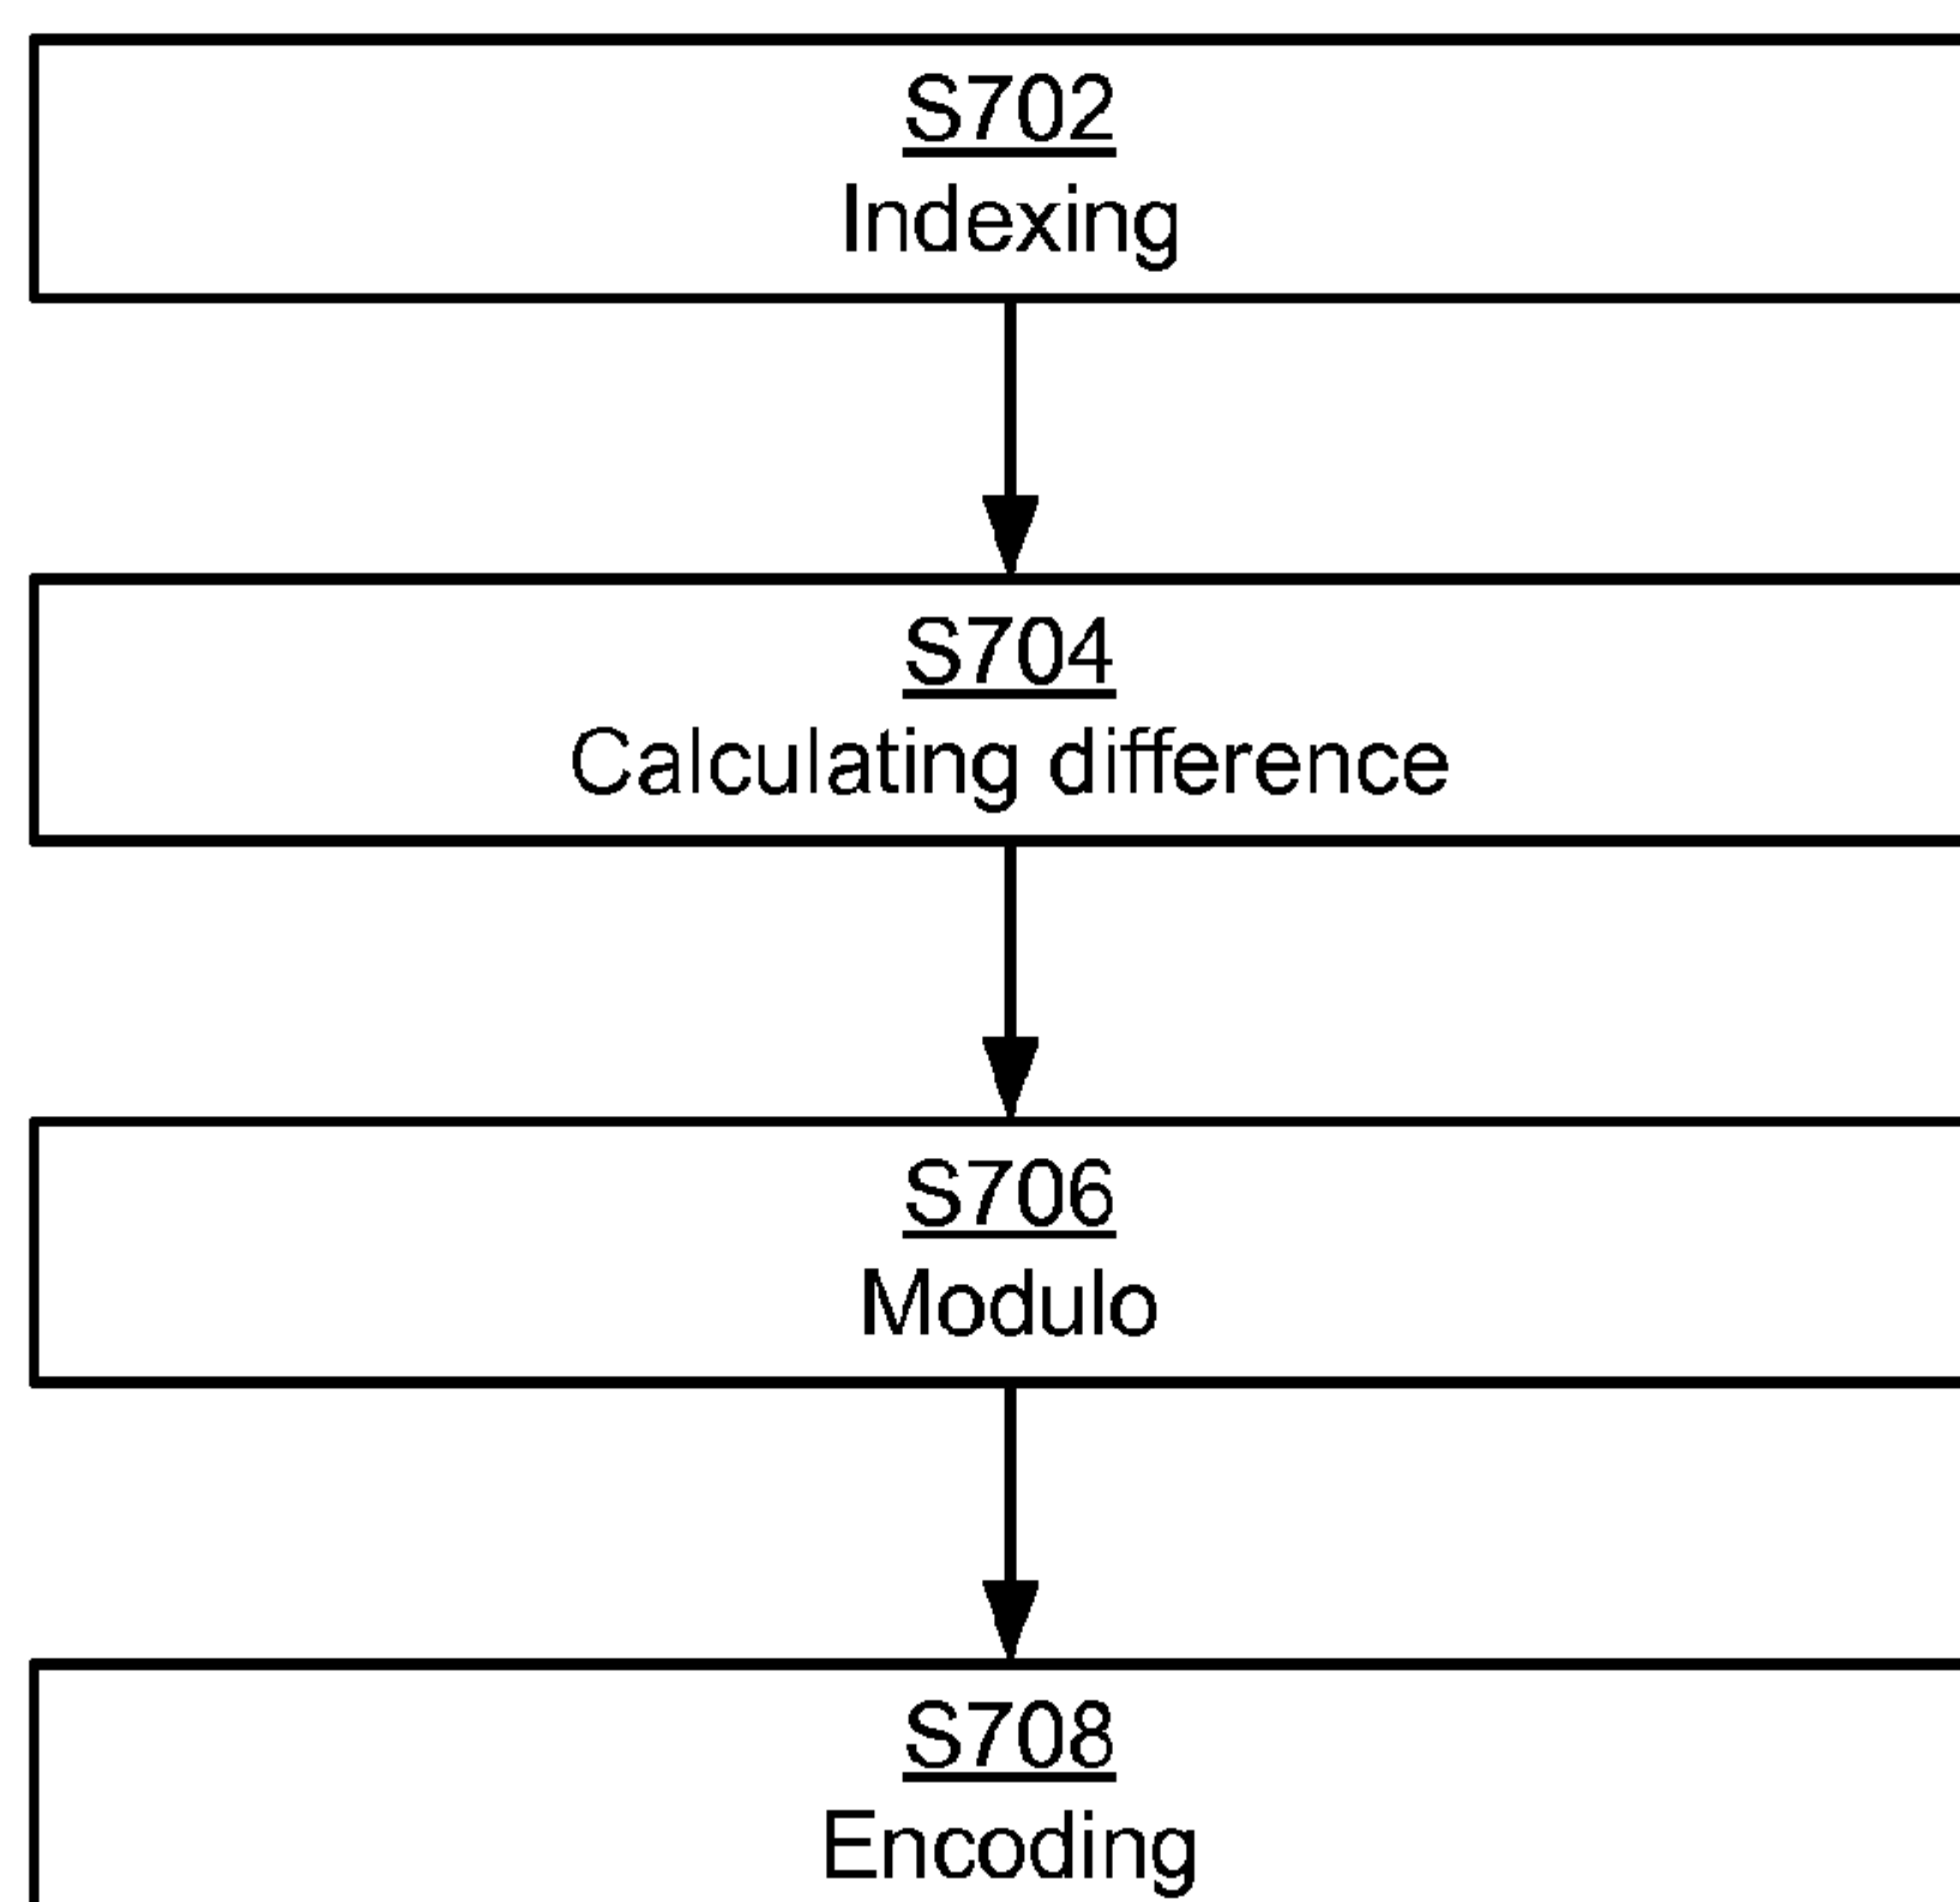 S702
Indexing
S704
Calculating difference
S706
Modulo
S708
Encoding